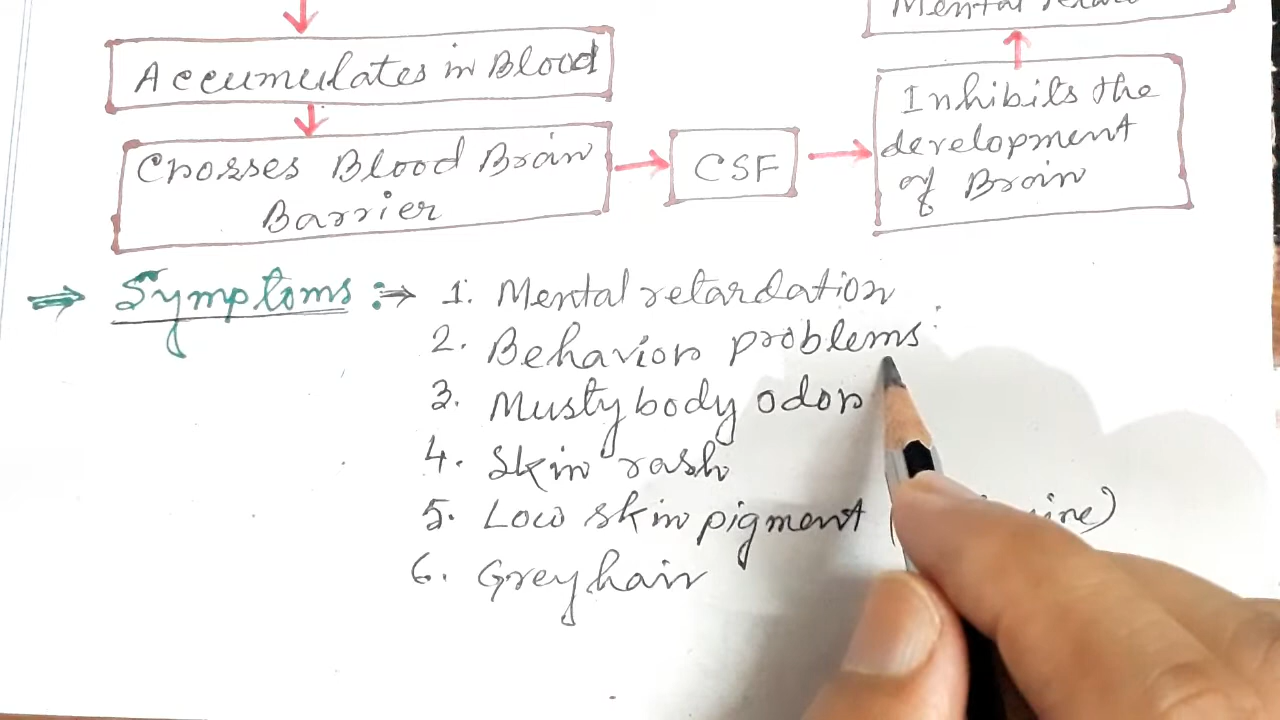 Mental
Accumulates in Blood
Crosses Blood Brain
Barrier
CSF
Inhibits the
development
of Brain
⇒ Symptoms :→ 1. Mental retardation
2. Behavior problems
3. Musty body odor
4. Skin rash
5. Low skin pigment (
6. Grey hair